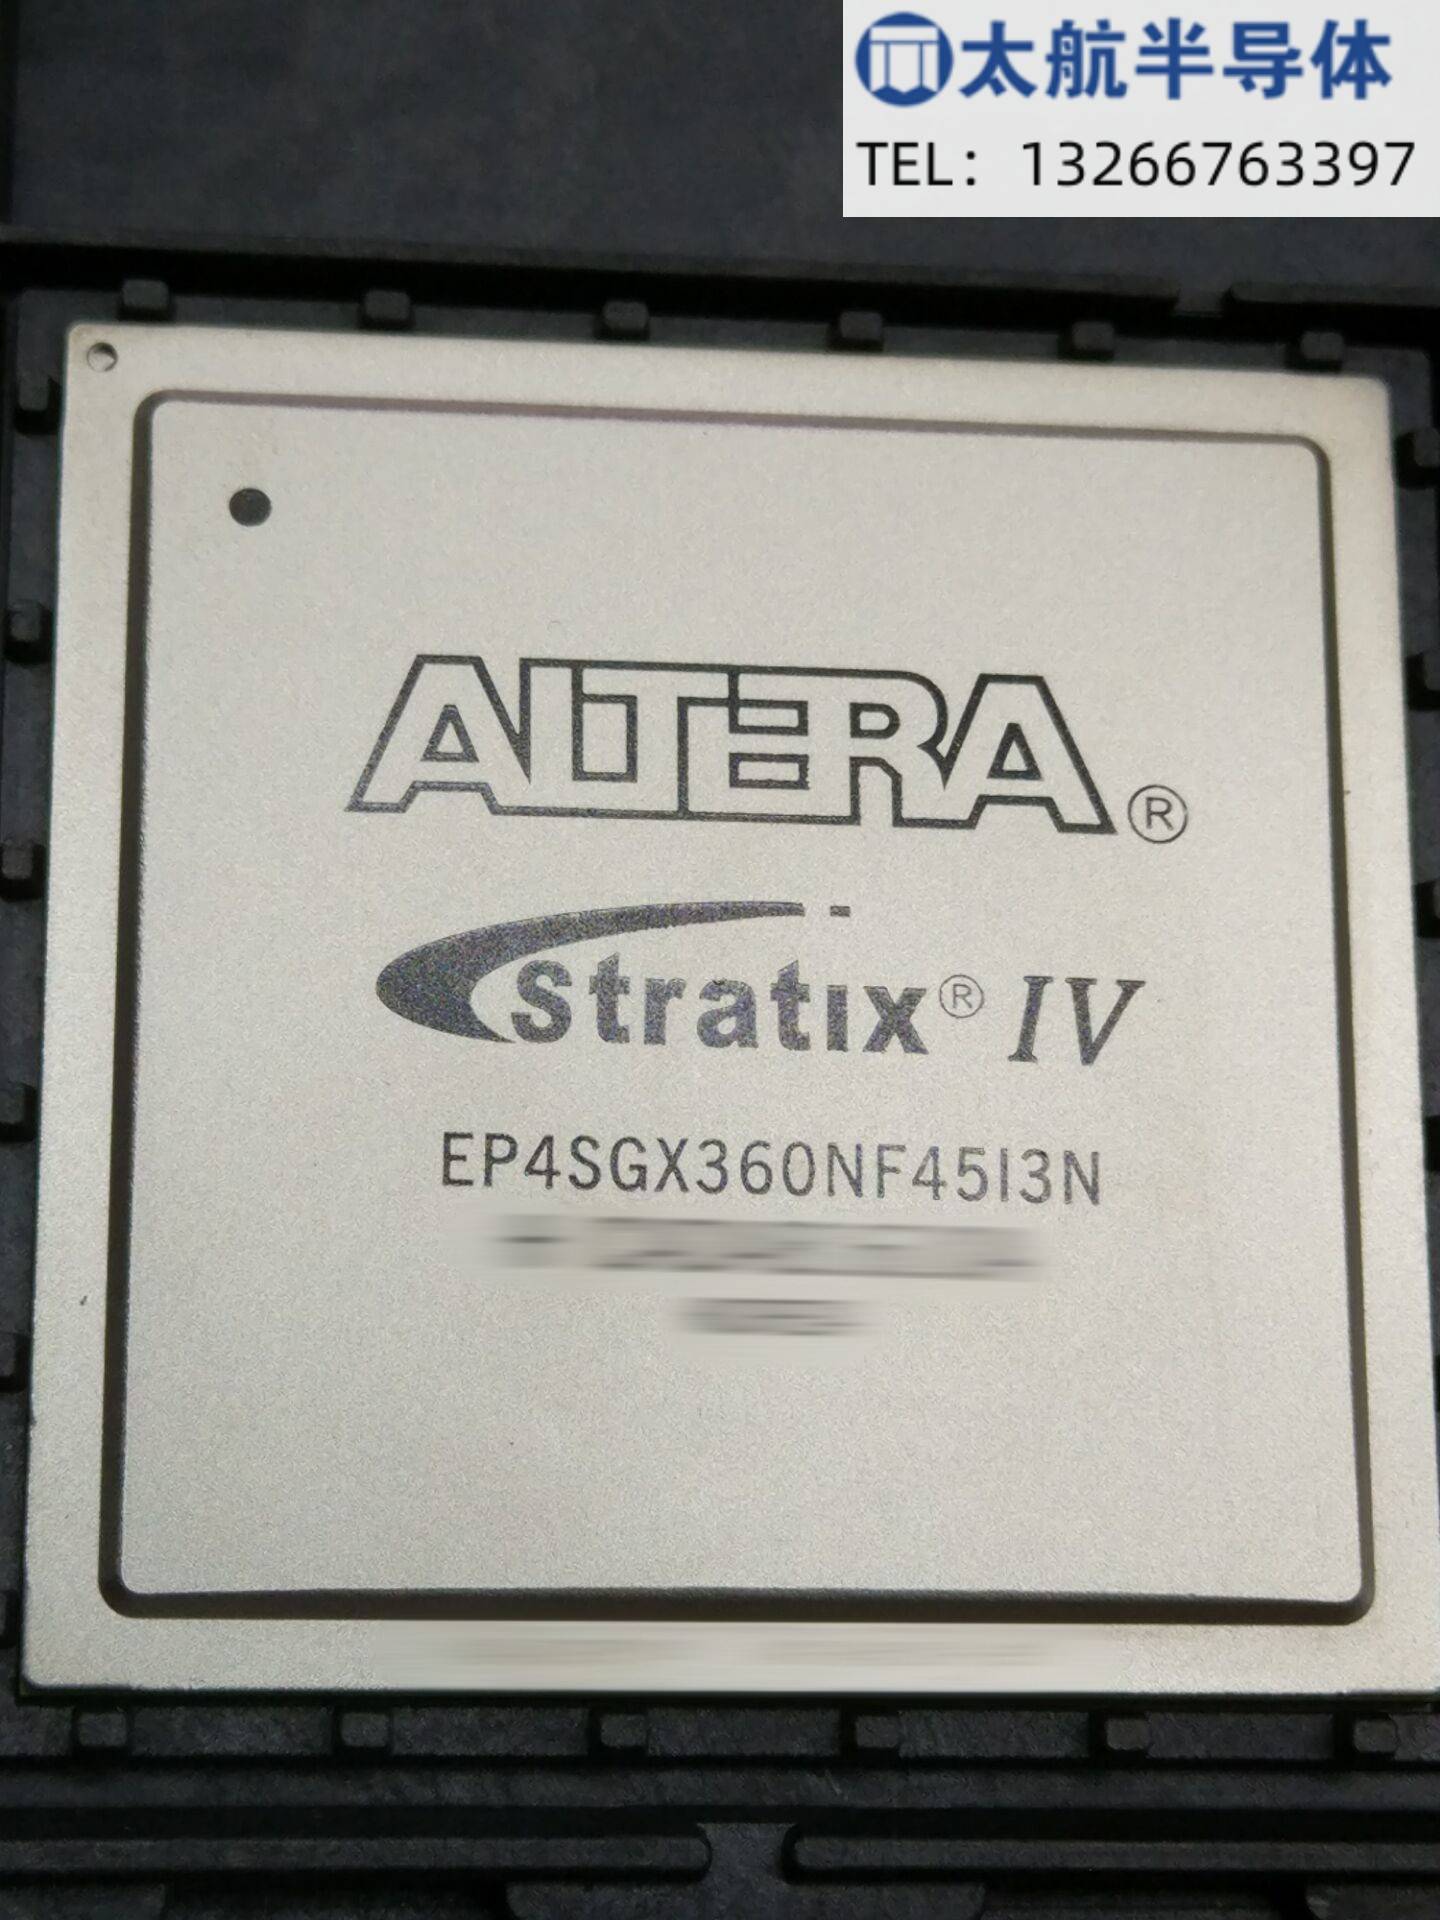 太航半导体
TEL：13266763397
ALTERA®
Stratix® IV
EP4SGX360NF45I3N